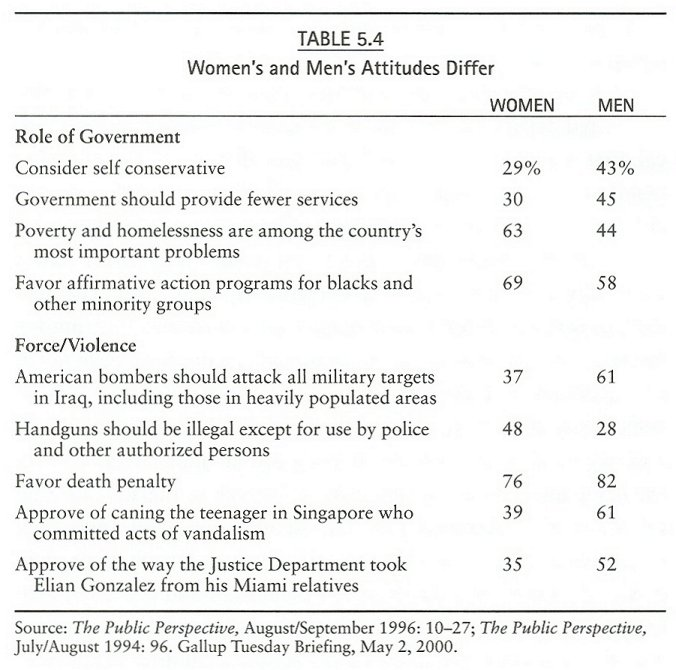 TABLE 5.4
Women's and Men's Attitudes Differ
WOMEN MEN
Role of Government
Consider self conservative 29% 43%
Government should provide fewer services 30 45
Poverty and homelessness are among the country's 63 44
most important problems
Favor affirmative action programs for blacks and 69 58
other minority groups
Force/Violence
American bombers should attack all military targets 37 61
in Iraq, including those in heavily populated areas
Handguns should be illegal except for use by police 48 28
and other authorized persons
Favor death penalty 76 82
Approve of caning the teenager in Singapore who 39 61
committed acts of vandalism
Approve of the way the Justice Department took 35 52
Elian Gonzalez from his Miami relatives
Source: The Public Perspective, August/September 1996: 10–27; The Public Perspective,
July/August 1994: 96. Gallup Tuesday Briefing, May 2, 2000.